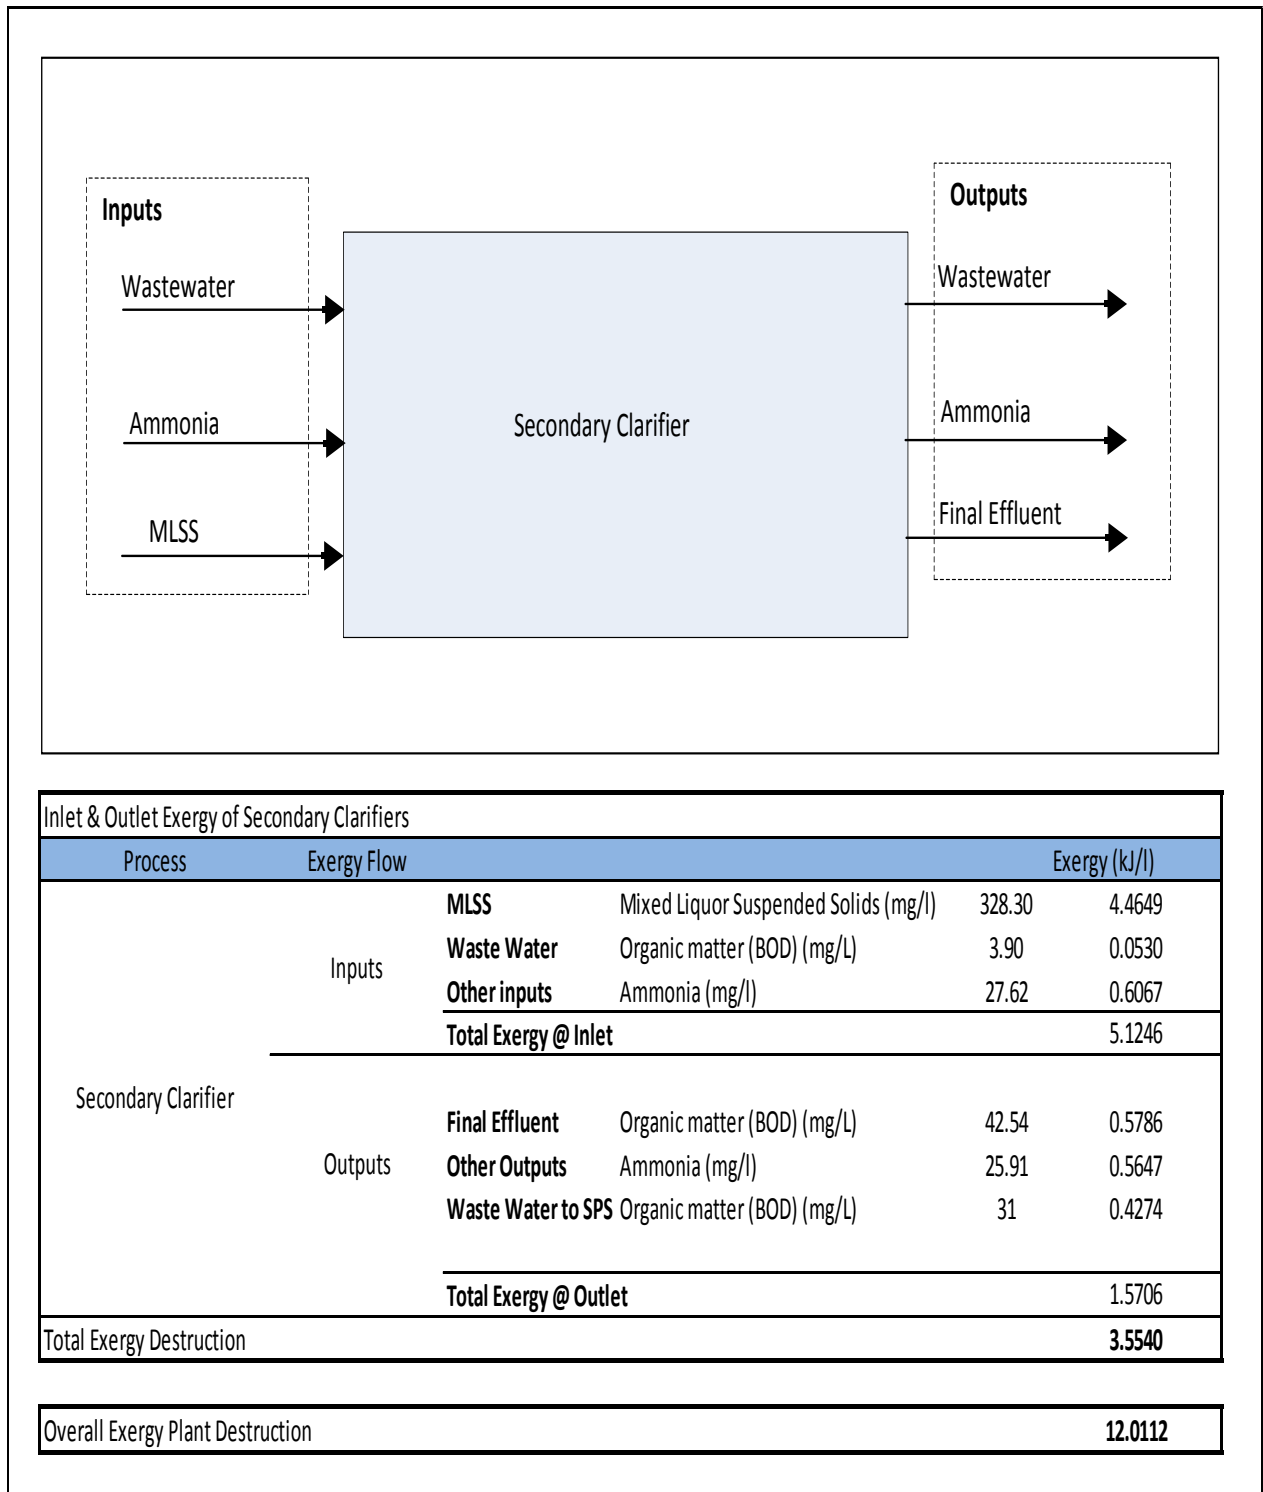 Inputs
Outputs
Wastewater
Wastewater
Ammonia
Secondary Clarifier
Ammonia
MLSS
Final Effluent
Inlet & Outlet Exergy of Secondary Clarifiers
Process Exergy Flow Exergy (kJ/l)
MLSS Mixed Liquor Suspended Solids (mg/l) 328.30 4.4649
Waste Water Organic matter (BOD) (mg/L) 3.90 0.0530
Inputs
Other inputs Ammonia (mg/l) 27.62 0.6067
Total Exergy @ Inlet 5.1246
Secondary Clarifier
Final Effluent Organic matter (BOD) (mg/L) 42.54 0.5786
Outputs Other Outputs Ammonia (mg/l) 25.91 0.5647
Waste Water to SPS Organic matter (BOD) (mg/L) 31 0.4274
Total Exergy @ Outlet 1.5706
Total Exergy Destruction 3.5540
Overall Exergy Plant Destruction 12.0112